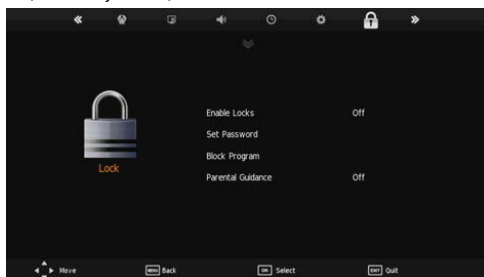 Enable Locks Off
Set Password
Block Program
Lock
Parental Guidance Off
Move MENU Back OK Select EXIT Quit